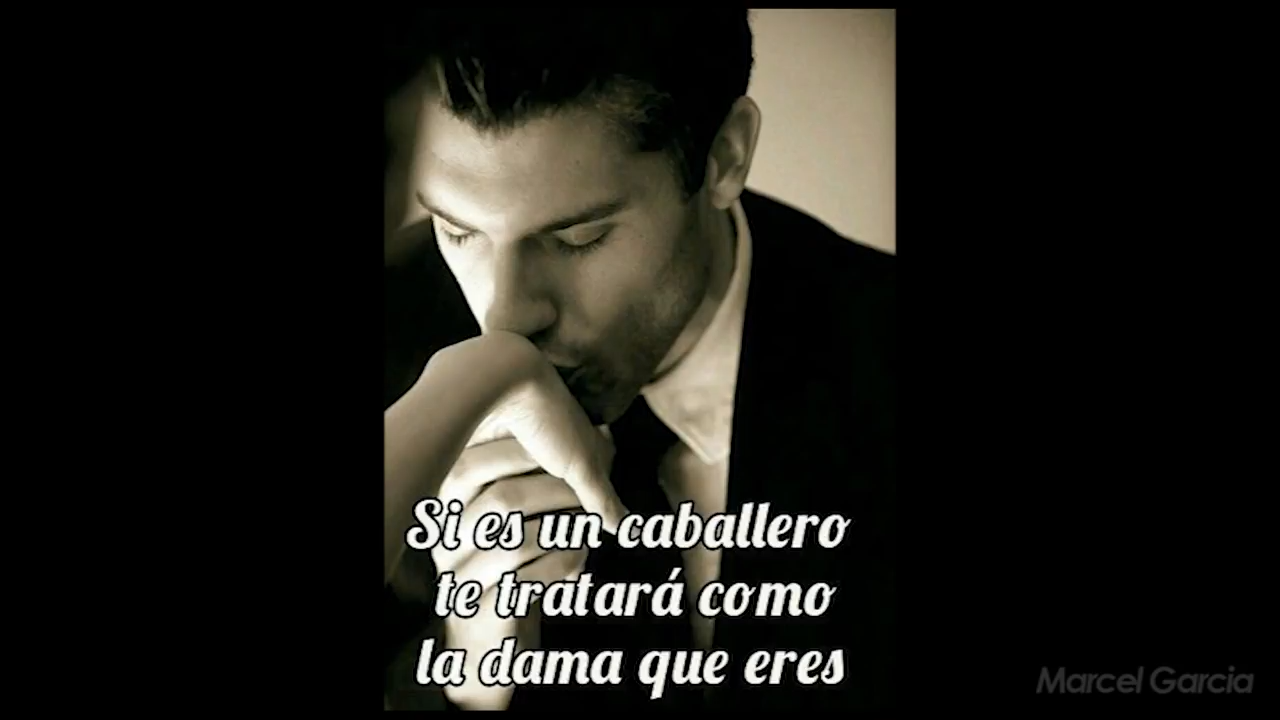 Si es un caballero
te tratará como
la dama que eres
Marcel Garcia